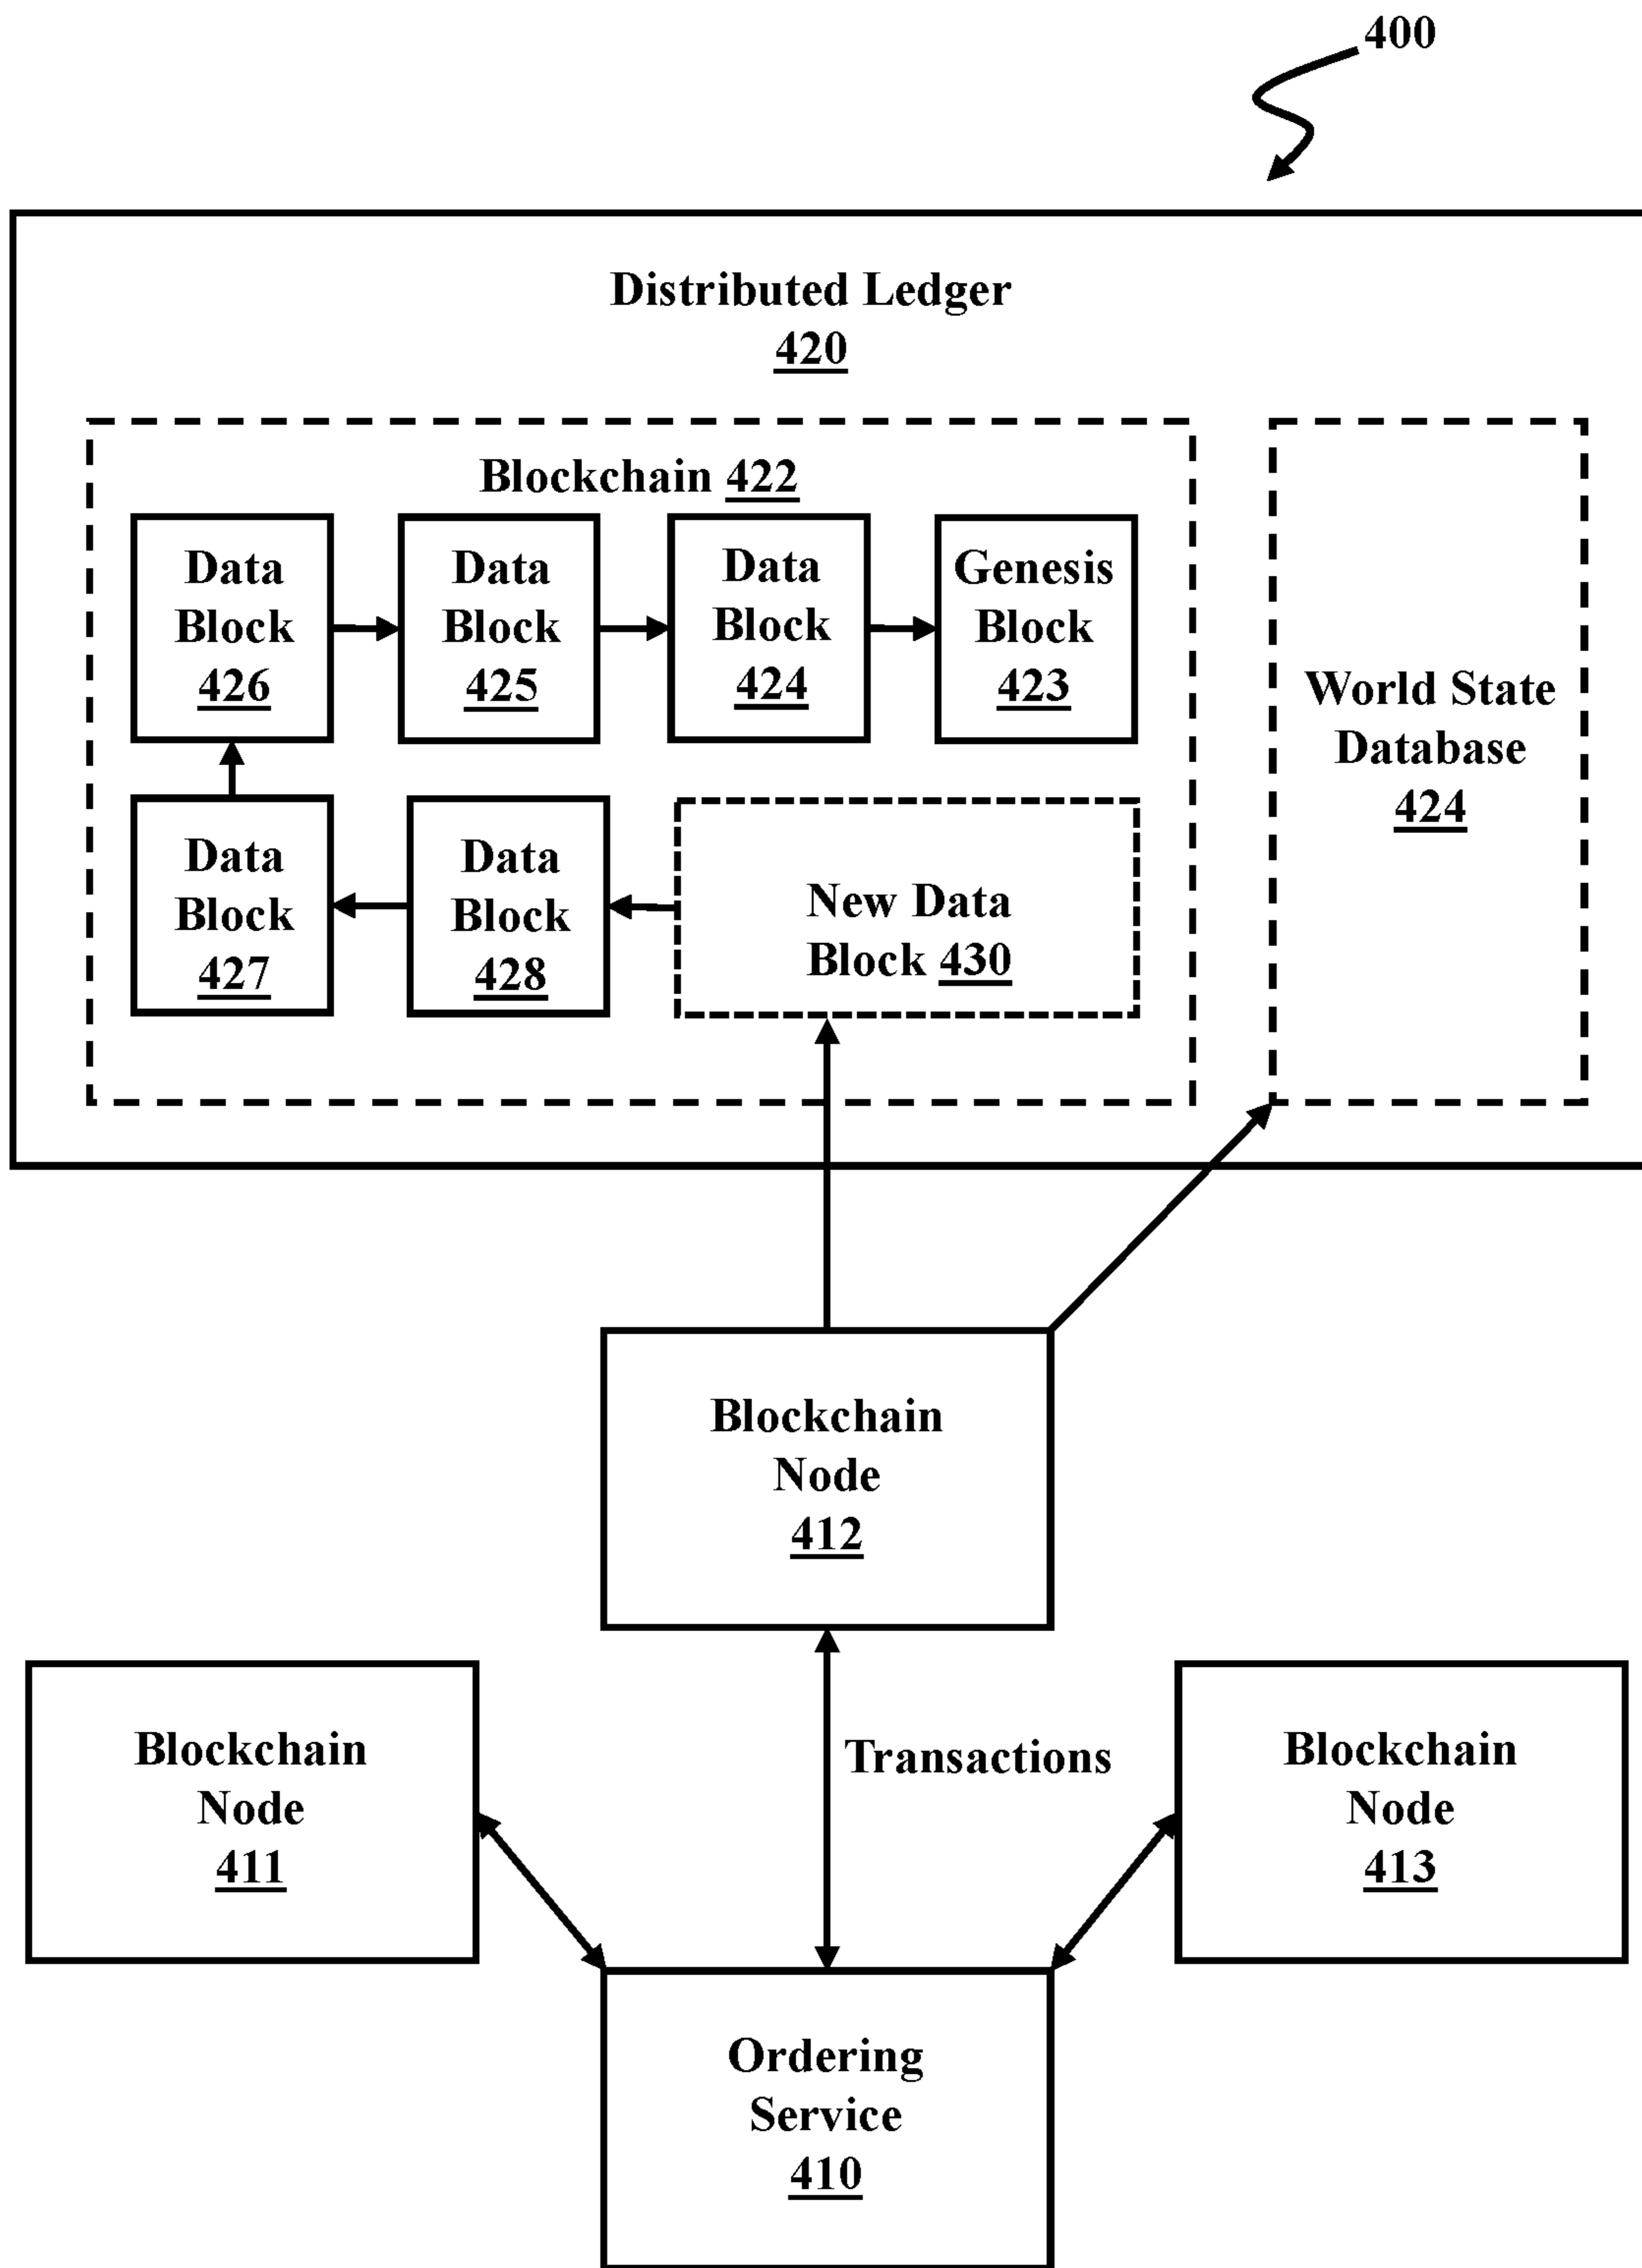 400
Distributed Ledger
420
Blockchain 422
Data
Block
426
Data
Block
425
Data
Block
424
Genesis
Block
423
Data
Block
427
Data
Block
428
New Data
Block 430
World State
Database
424
Blockchain
Node
412
Blockchain
Node
411
Transactions
Blockchain
Node
413
Ordering
Service
410